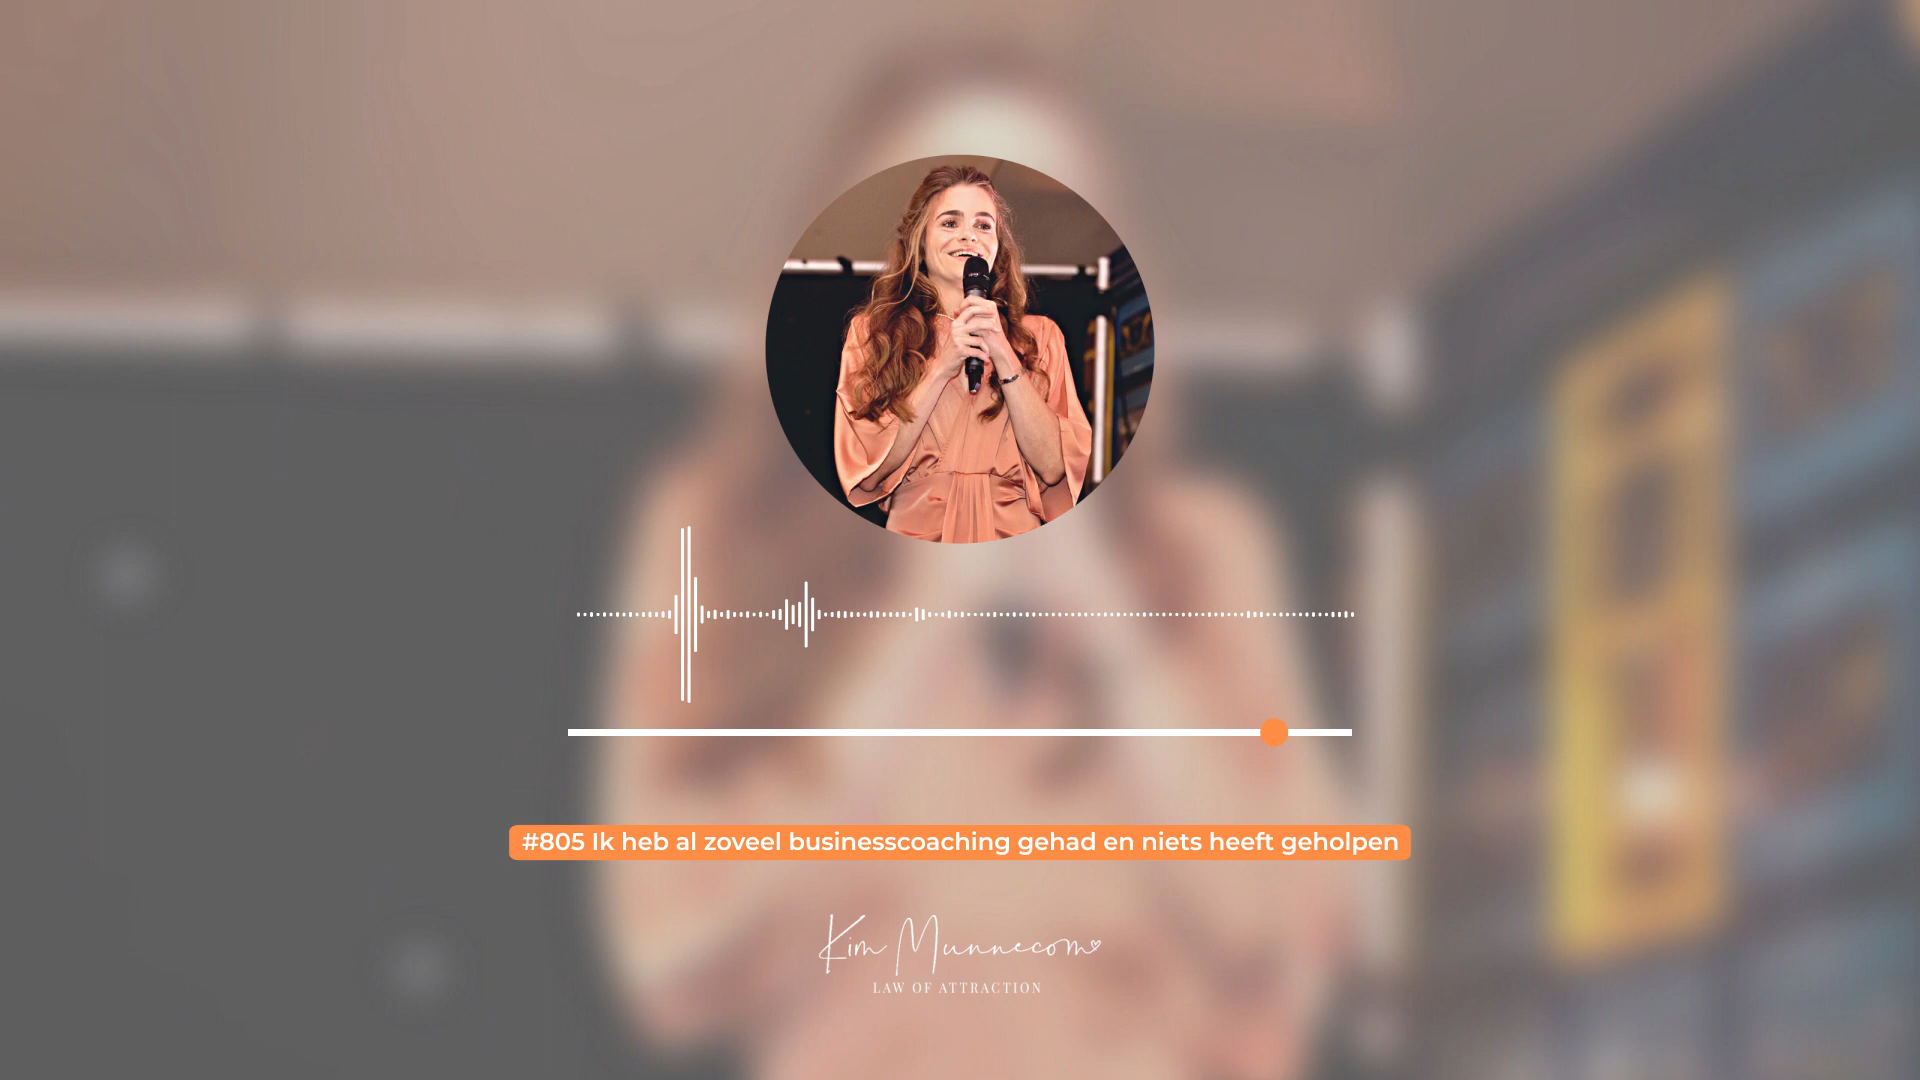 #805 Ik heb al zoveel businesscoaching gehad en niets heeft geholpen
Kim Munnecom
LAW OF ATTRACTION